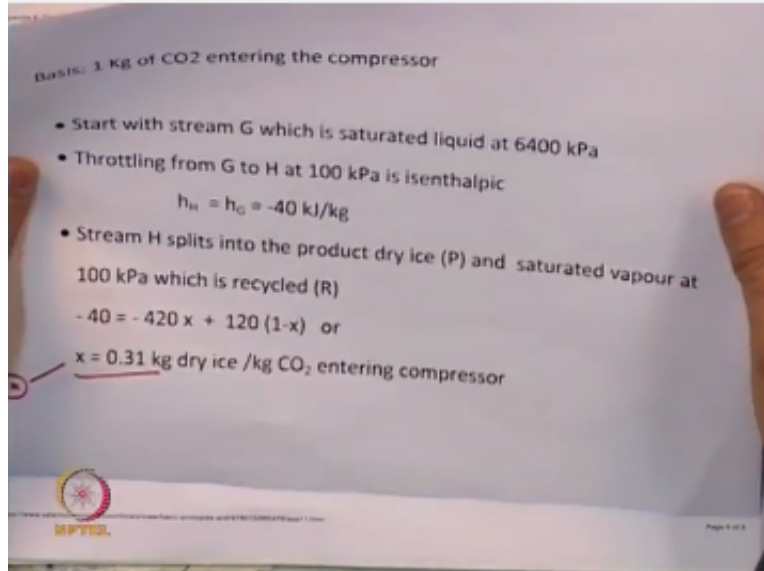 Basis: 1 Kg of CO2 entering the compressor
• Start with stream G which is saturated liquid at 6400 kPa
• Throttling from G to H at 100 kPa is isenthalpic
hH = hG = -40 kJ/kg
• Stream H splits into the product dry ice (P) and saturated vapour at
100 kPa which is recycled (R)
- 40 = - 420 x + 120 (1-x) or
x = 0.31 kg dry ice /kg CO₂ entering compressor
NPTEL